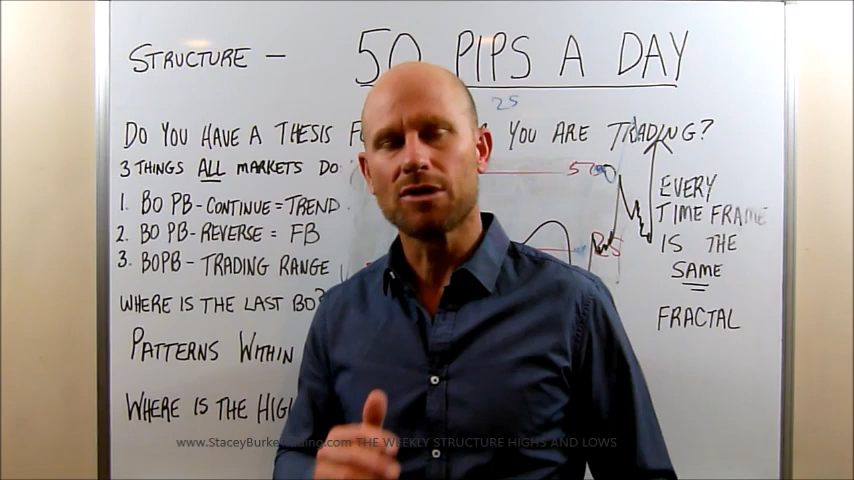 STRUCTURE - 50 PIPS A DAY
25
DO YOU HAVE A THESIS YOU ARE TRADING?
3 THINGS ALL MARKETS DO
1. BO PB - CONTINUE = TREND
2. BO PB - REVERSE = FB
3. BOPB - TRADING RANGE
WHERE IS THE LAST BO?
PATTERNS WITHIN
WHERE IS THE
EVERY
TIME FRAME
IS THE
SAME
FRACTAL
THE WEEKLY STRUCTURE HIGHS AND LOWS